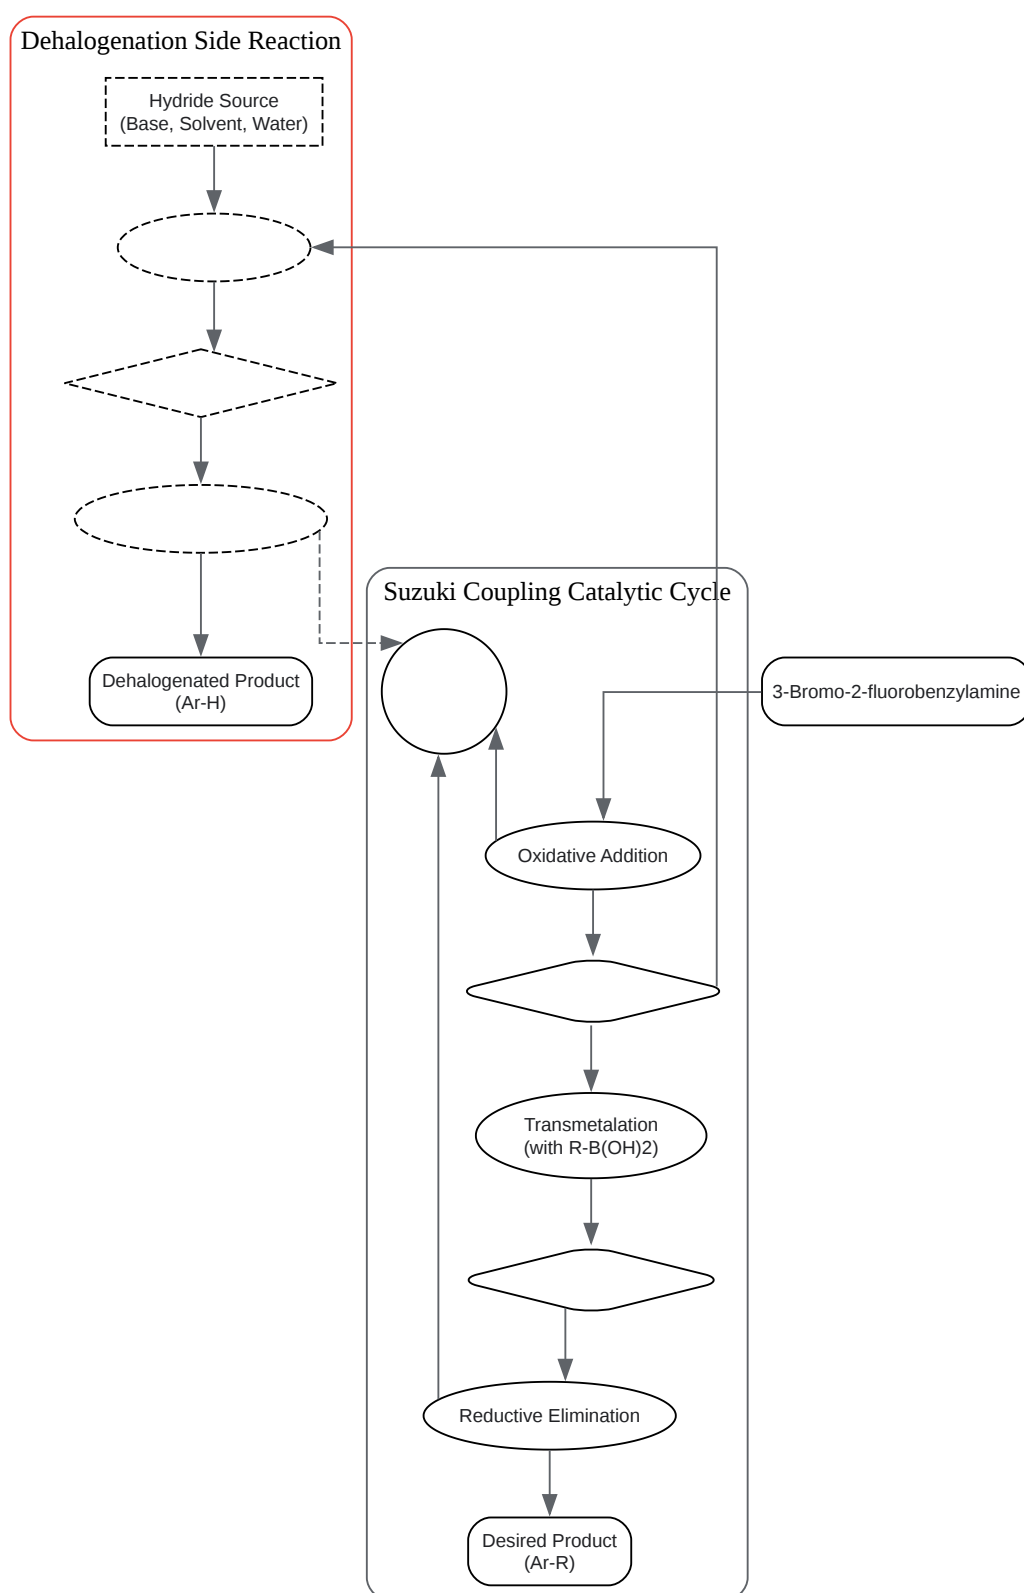 Dehalogenation Side Reaction
Hydride Source
(Base, Solvent, Water)
Dehalogenated Product
(Ar-H)
Suzuki Coupling Catalytic Cycle
3-Bromo-2-fluorobenzylamine
Oxidative Addition
Transmetalation
(with R-B(OH)2)
Reductive Elimination
Desired Product
(Ar-R)